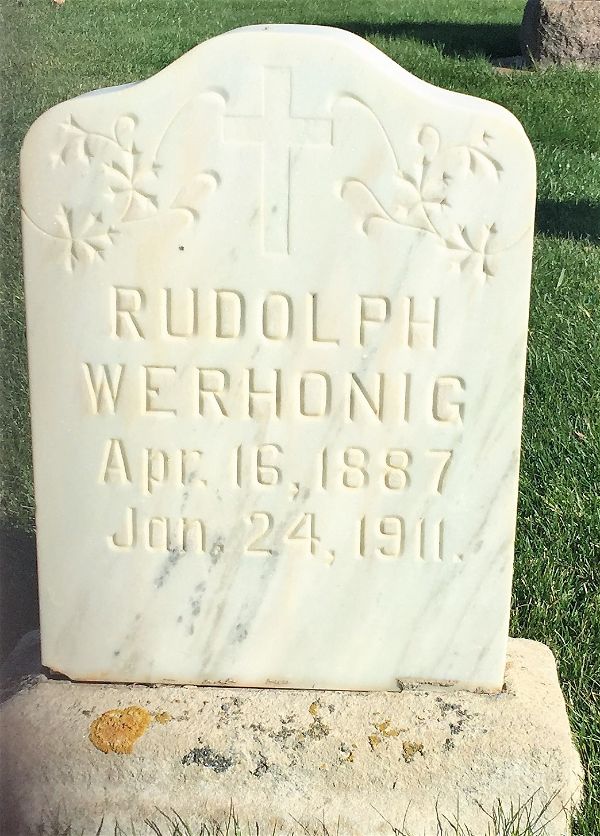 RUDOLPH
WERHONIG
Apr. 16, 1887
Jan. 24, 1911.